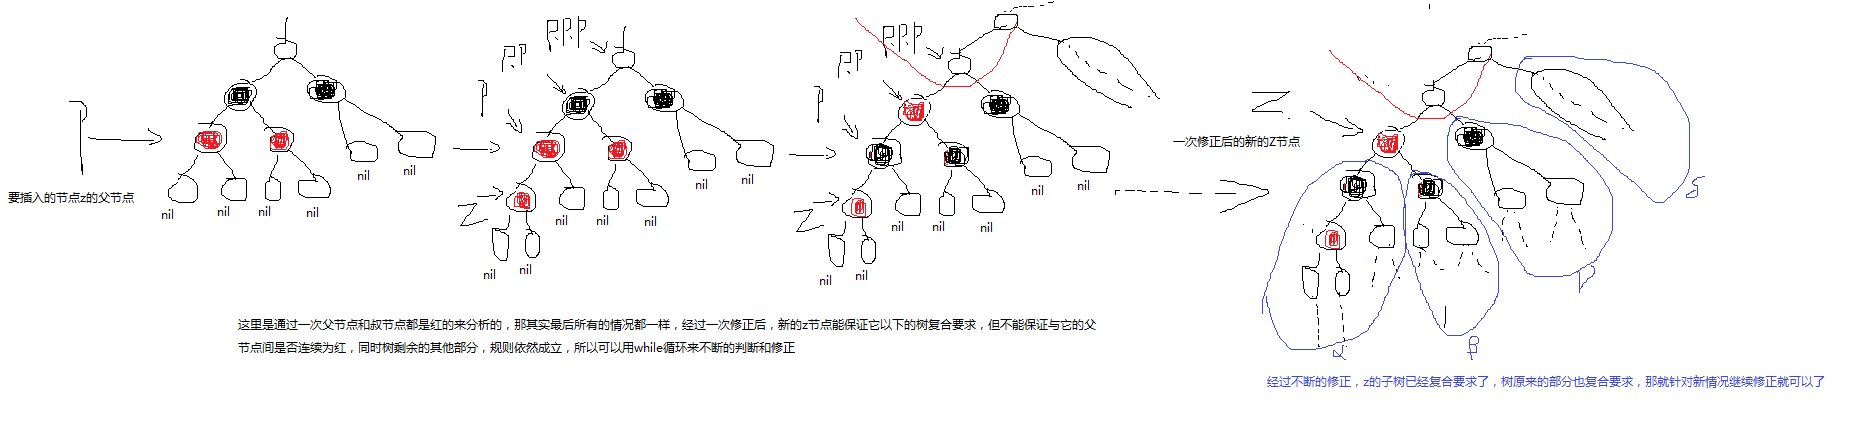 P
要插入的节点z的父节点
nil
nil
nil
nil
nil
nil
PP
PPP
P
Z
nil
nil
nil
nil
nil
nil
nil
PP
PPP
P
Z
nil
nil
nil
nil
nil
nil
nil
Z
一次修正后的新的Z节点
α
β
γ
δ
这里是通过一次父节点和叔节点都是红的来分析的，那其实最后所有的情况都一样，经过一次修正后，新的z节点能保证它以下的树复合要求，但不能保证与它的父
节点间是否连续为红，同时树剩余的其他部分，规则依然成立，所以可以用while循环来不断的判断和修正
经过不断的修正，z的子树已经复合要求了，树原来的部分也复合要求，那就针对新情况继续修正就可以了